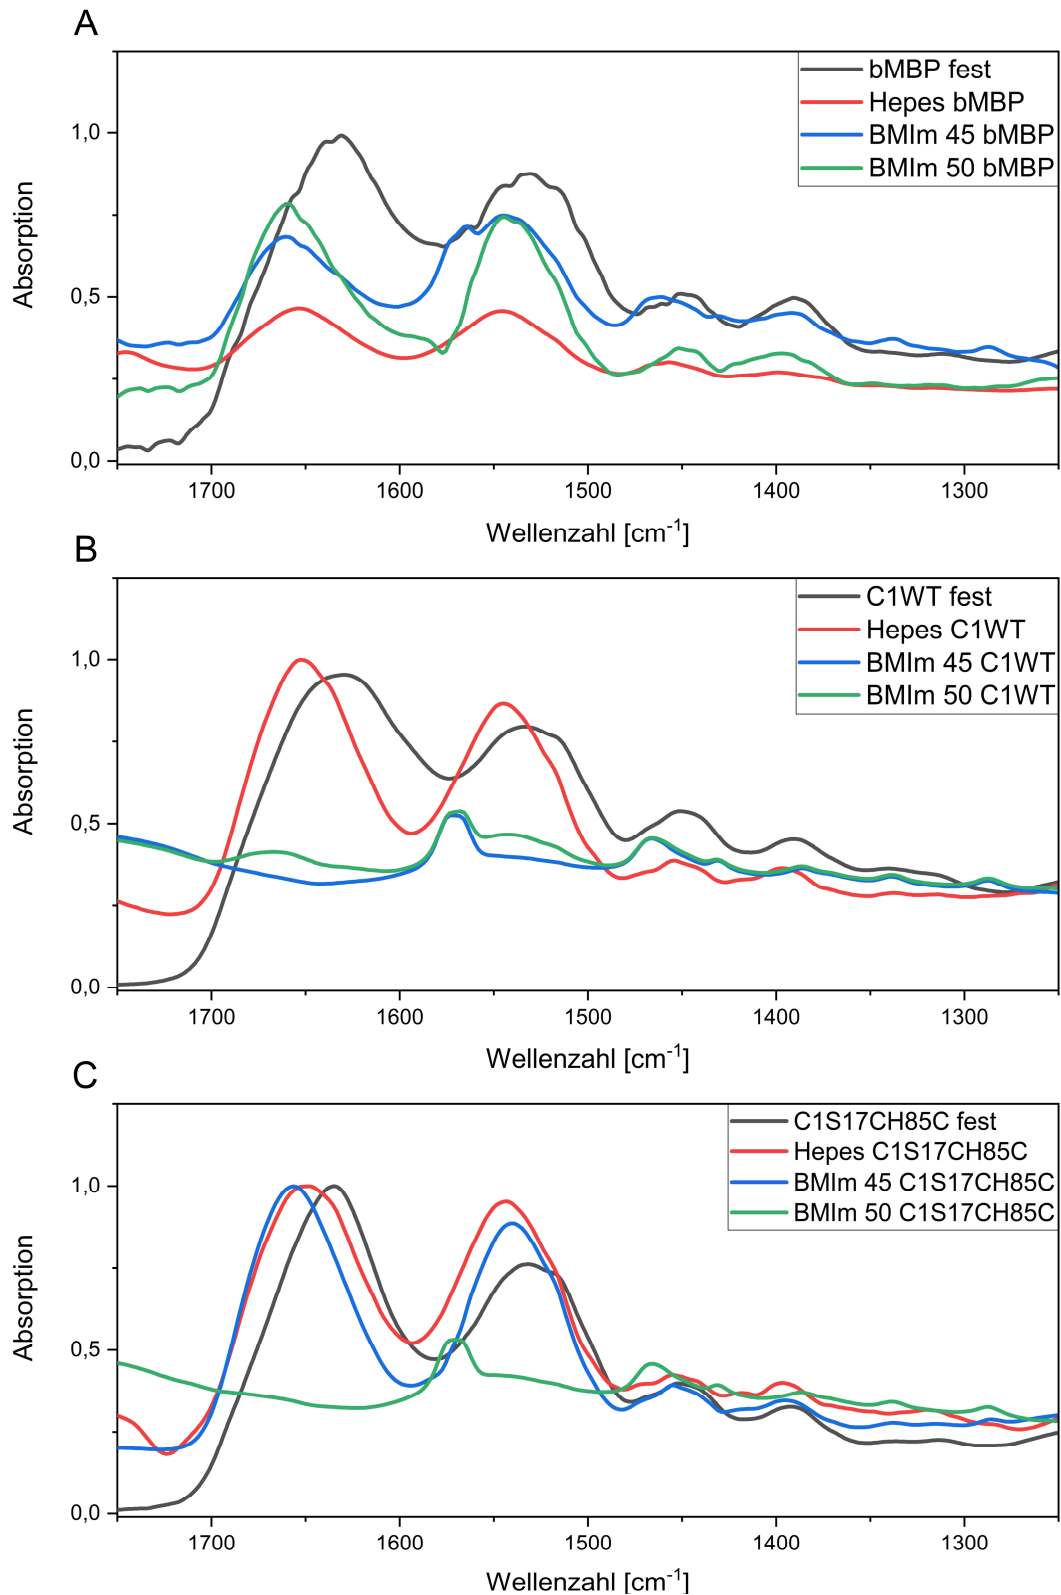 A
bMBP fest
Hepes bMBP
BMIm 45 bMBP
BMIm 50 bMBP
1,0
0,5
0,0
Absorption
1700 1600 1500 1400 1300
Wellenzahl [cm-1]
B
C1WT fest
Hepes C1WT
BMIm 45 C1WT
BMIm 50 C1WT
1,0
0,5
0,0
Absorption
1700 1600 1500 1400 1300
Wellenzahl [cm-1]
C
C1S17CH85C fest
Hepes C1S17CH85C
BMIm 45 C1S17CH85C
BMIm 50 C1S17CH85C
1,0
0,5
0,0
Absorption
1700 1600 1500 1400 1300
Wellenzahl [cm-1]